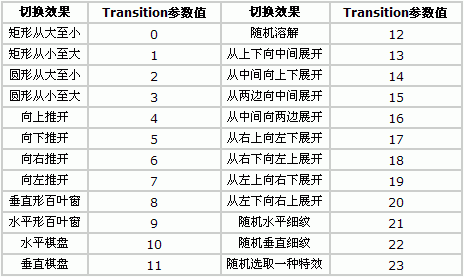 切换效果 Transition参数值 切换效果 Transition参数值
矩形从大至小 0 随机溶解 12
矩形从小至大 1 从上下向中间展开 13
圆形从大至小 2 从中间向上下展开 14
圆形从小至大 3 从两边向中间展开 15
向上推开 4 从中间向两边展开 16
向下推开 5 从右上向左下展开 17
向右推开 6 从右下向左上展开 18
向左推开 7 从左上向右下展开 19
垂直形百叶窗 8 从左下向右上展开 20
水平形百叶窗 9 随机水平细纹 21
水平棋盘 10 随机垂直细纹 22
垂直棋盘 11 随机选取一种特效 23